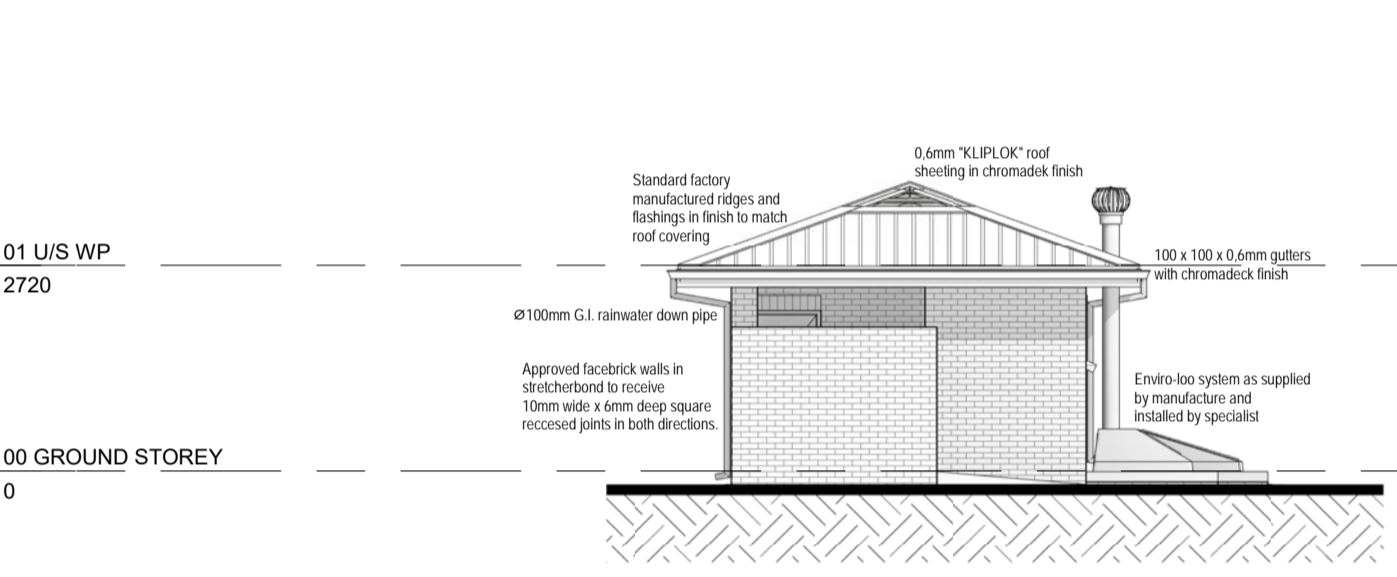 0,6mm "KLIPLOK" roof
sheeting in chromadek finish
Standard factory
manufactured ridges and
flashings in finish to match
roof covering
01 U/S WP
2720
100 x 100 x 0,6mm gutters
with chromadeck finish
Ø100mm G.I. rainwater down pipe
Approved facebrick walls in
stretcherbond to receive
10mm wide x 6mm deep square
reccesed joints in both directions.
Enviro-loo system as supplied
by manufacture and
installed by specialist
00 GROUND STOREY
0